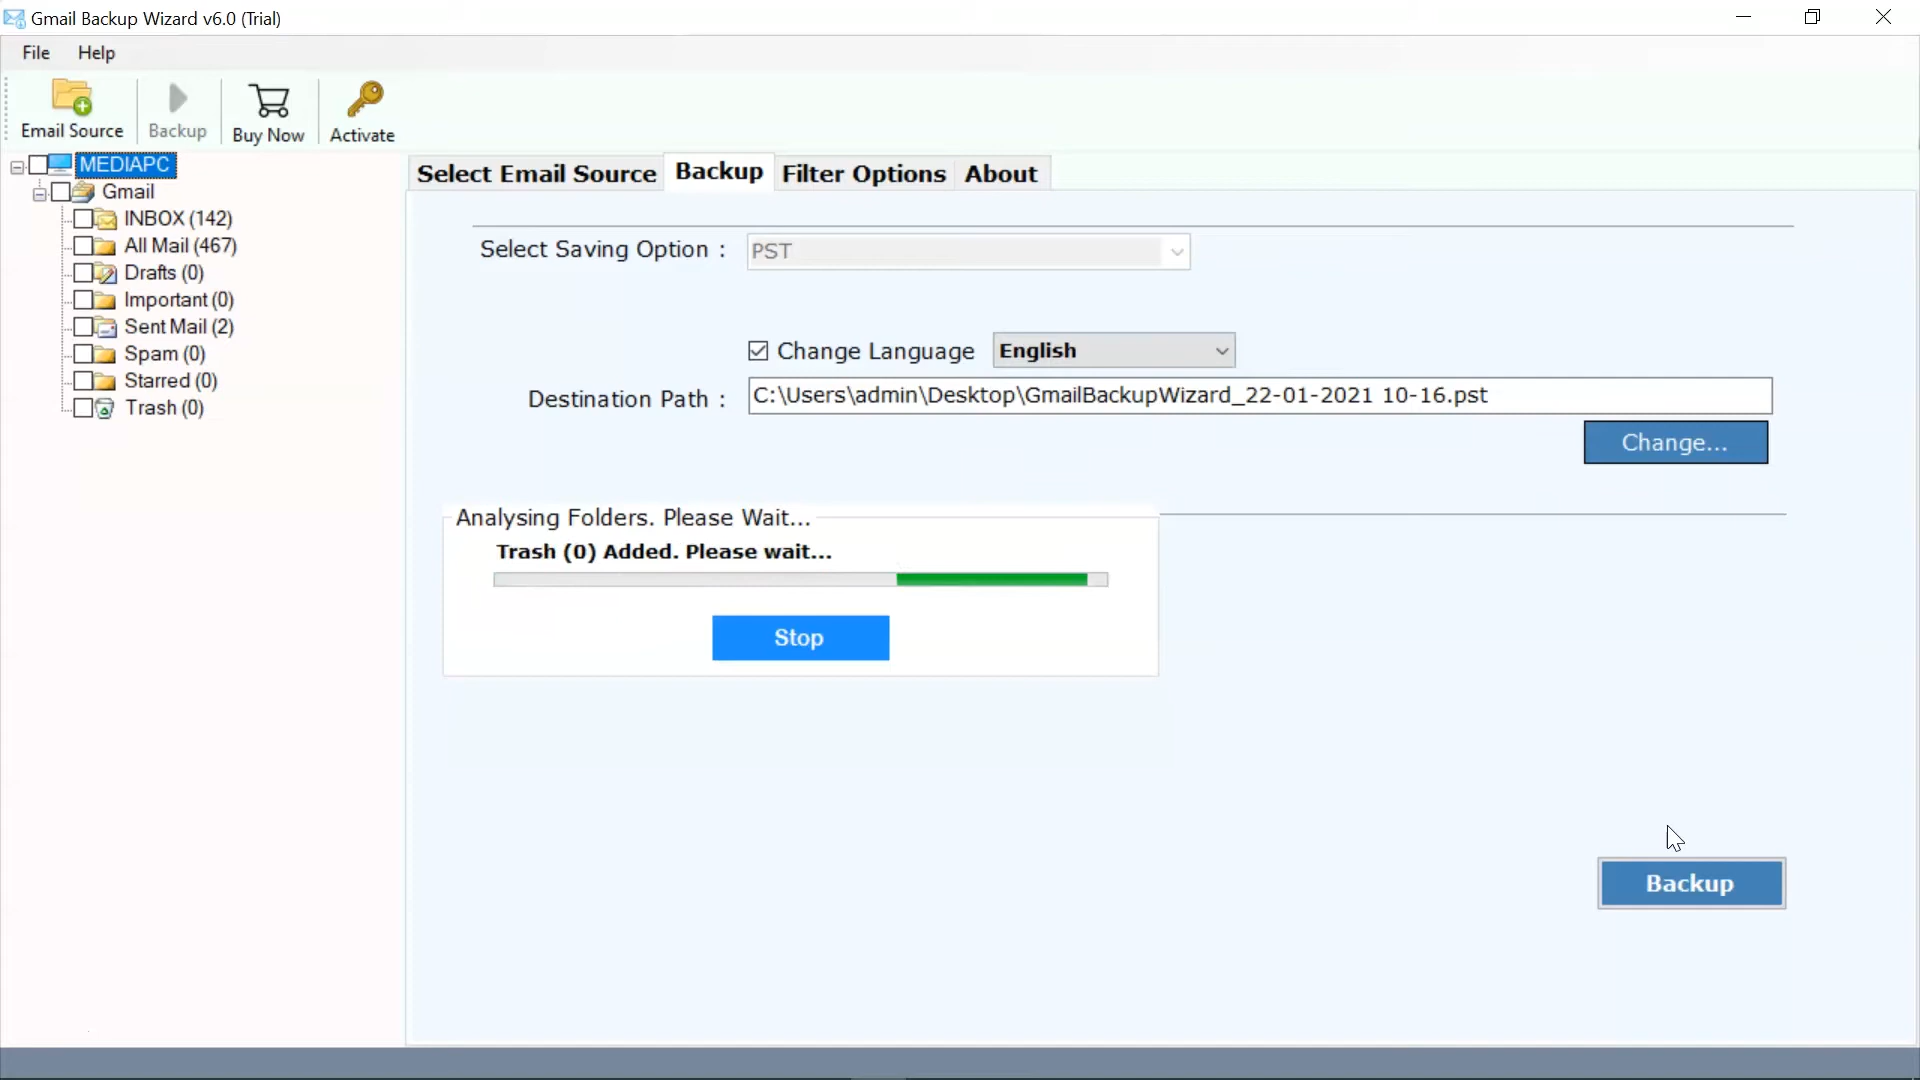 Gmail Backup Wizard v6.0 (Trial)
File Help
Email Source Backup Buy Now Activate
MEDIAPC
Gmail
INBOX (142)
All Mail (467)
Drafts (0)
Important (0)
Sent Mail (2)
Spam (0)
Starred (0)
Trash (0)
Select Email Source Backup Filter Options About
Select Saving Option : PST
Change Language English
Destination Path : C:\Users\admin\Desktop\GmailBackupWizard_22-01-2021 10-16.pst
Change...
Analysing Folders. Please Wait...
Trash (0) Added. Please wait...
Stop
Backup